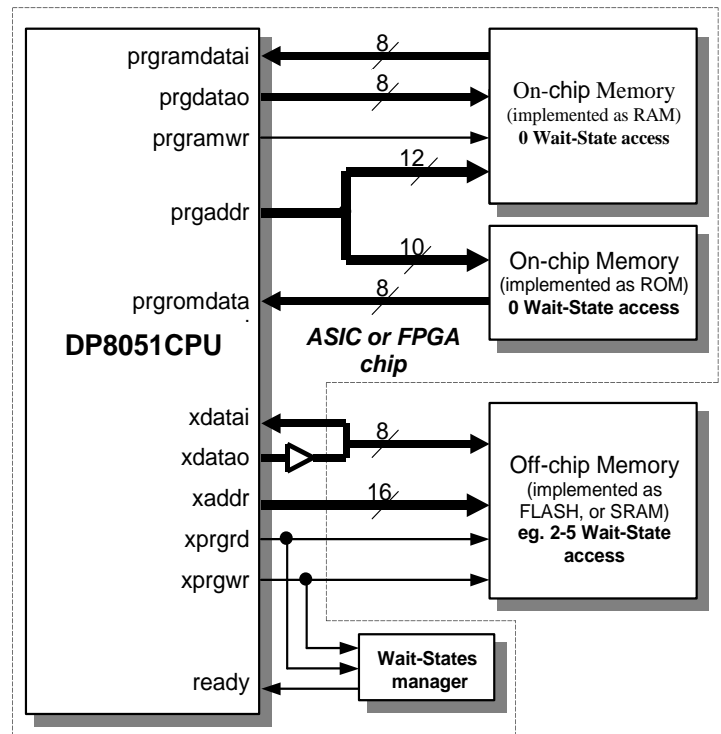 prgramdatai
8
On-chip Memory
(implemented as RAM)
0 Wait-State access
prgdatao
8
prgramwr
12
prgaddr
10
On-chip Memory
(implemented as ROM)
0 Wait-State access
prgromdata
8
DP8051CPU
ASIC or FPGA
chip
xdatai
8
xdatao
Off-chip Memory
(implemented as
FLASH, or SRAM)
eg. 2-5 Wait-State
access
xaddr
16
xprgrd
xprgwr
Wait-States
manager
ready